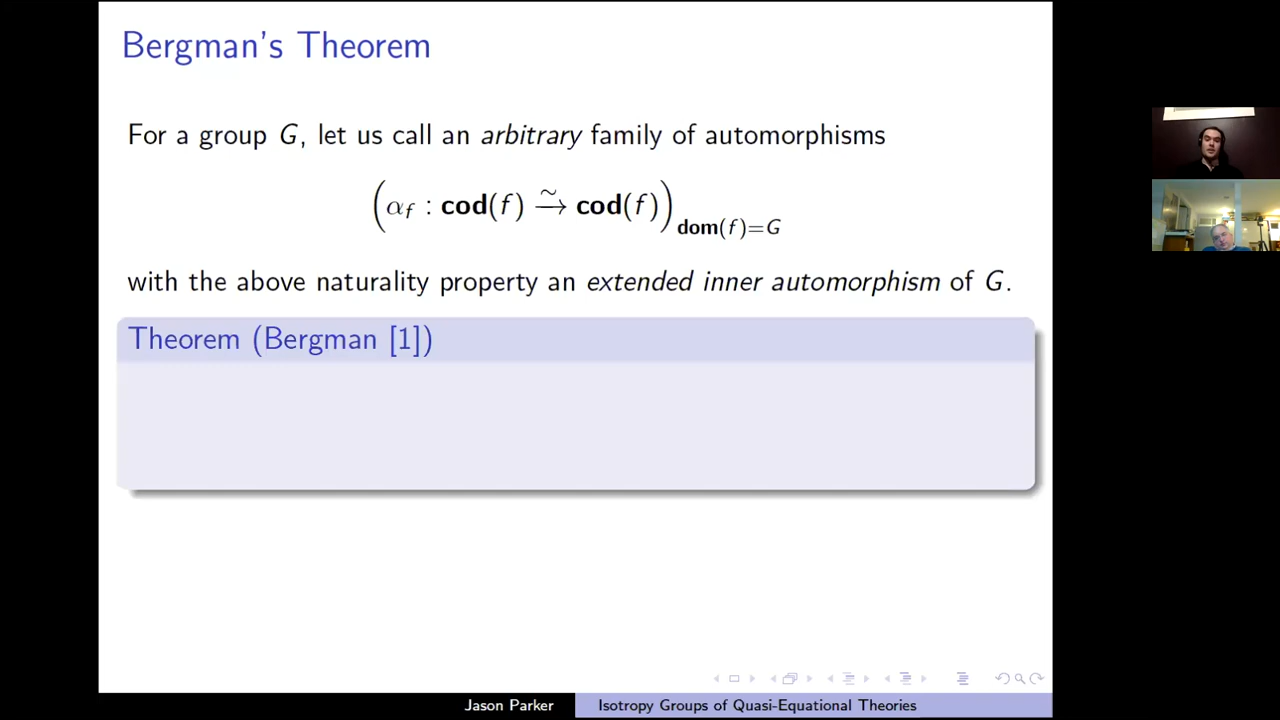 Bergman's Theorem
For a group G, let us call an arbitrary family of automorphisms
(α_f : cod(f) →~ cod(f))_dom(f)=G
with the above naturality property an extended inner automorphism of G.
Theorem (Bergman [1])
Jason Parker
Isotropy Groups of Quasi-Equational Theories